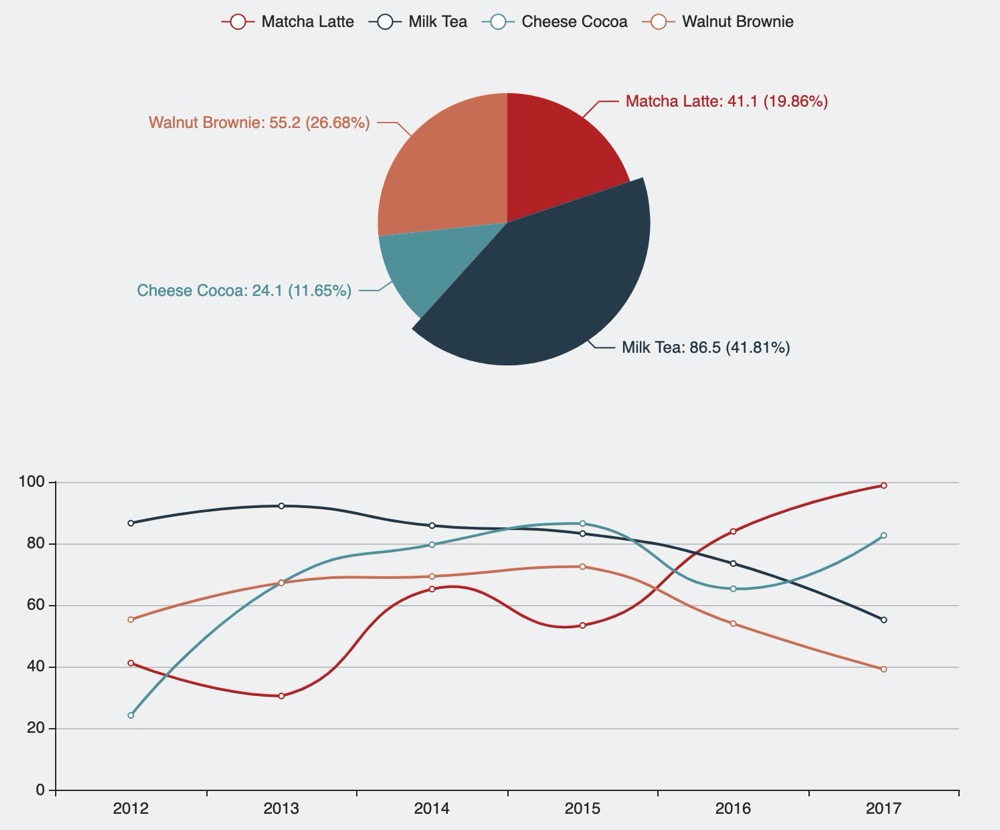 Matcha Latte Milk Tea Cheese Cocoa Walnut Brownie
Matcha Latte: 41.1 (19.86%)
Walnut Brownie: 55.2 (26.68%)
Cheese Cocoa: 24.1 (11.65%)
Milk Tea: 86.5 (41.81%)
100
80
60
40
20
0
2012 2013 2014 2015 2016 2017